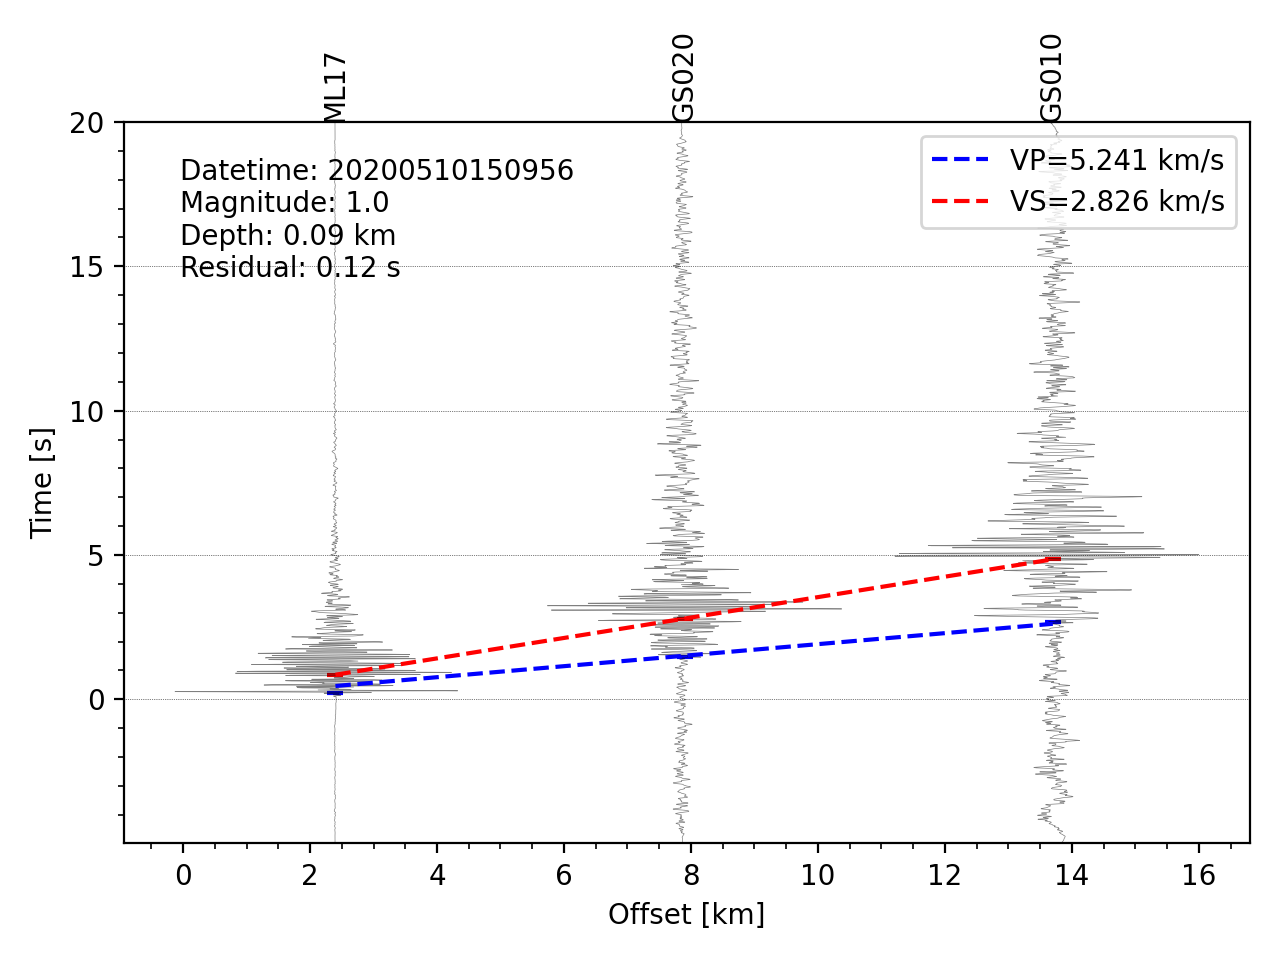 ML17
GS020
GS010
20
15
10
5
0
Time [s]
Datetime: 20200510150956
Magnitude: 1.0
Depth: 0.09 km
Residual: 0.12 s
VP=5.241 km/s
VS=2.826 km/s
0 2 4 6 8 10 12 14 16
Offset [km]